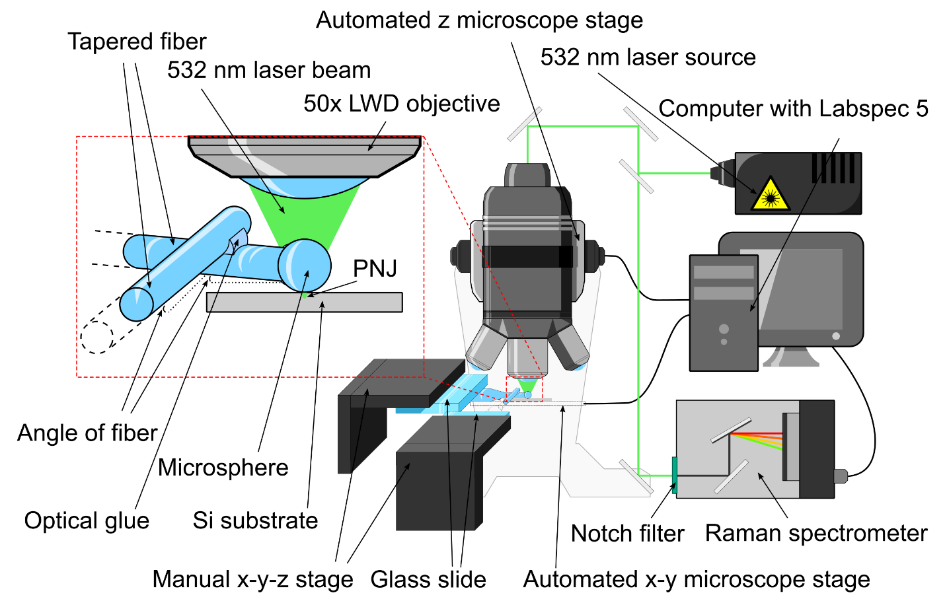 Automated z microscope stage
Tapered fiber
532 nm laser beam
532 nm laser source
50x LWD objective
Computer with Labspec 5
PNJ
Angle of fiber
Microsphere
Optical glue
Si substrate
Notch filter
Raman spectrometer
Manual x-y-z stage
Glass slide
Automated x-y microscope stage